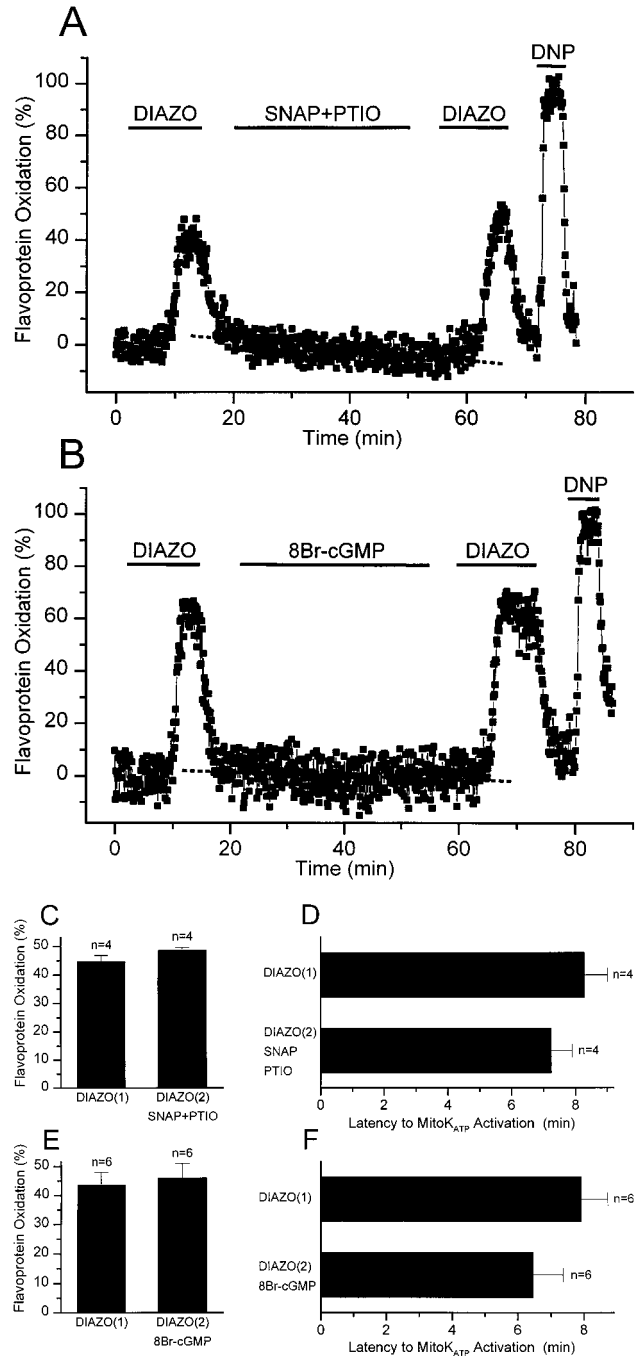 A
DNP
DIAZO SNAP+PTIO DIAZO
100
80
60
40
20
0
Flavoprotein Oxidation (%)
0 20 40 60 80
Time (min)
B
DNP
DIAZO 8Br-cGMP DIAZO
100
80
60
40
20
0
Flavoprotein Oxidation (%)
0 20 40 60 80
Time (min)
C
Flavoprotein Oxidation (%)
50
40
30
20
10
0
n=4 n=4
DIAZO(1) DIAZO(2)
SNAP+PTIO
D
DIAZO(1) n=4
DIAZO(2)
SNAP n=4
PTIO
0 2 4 6 8
Latency to MitoKATP Activation (min)
E
Flavoprotein Oxidation (%)
50
40
30
20
10
0
n=6 n=6
DIAZO(1) DIAZO(2)
8Br-cGMP
F
DIAZO(1) n=6
DIAZO(2)
8Br-cGMP n=6
0 2 4 6 8
Latency to MitoKATP Activation (min)